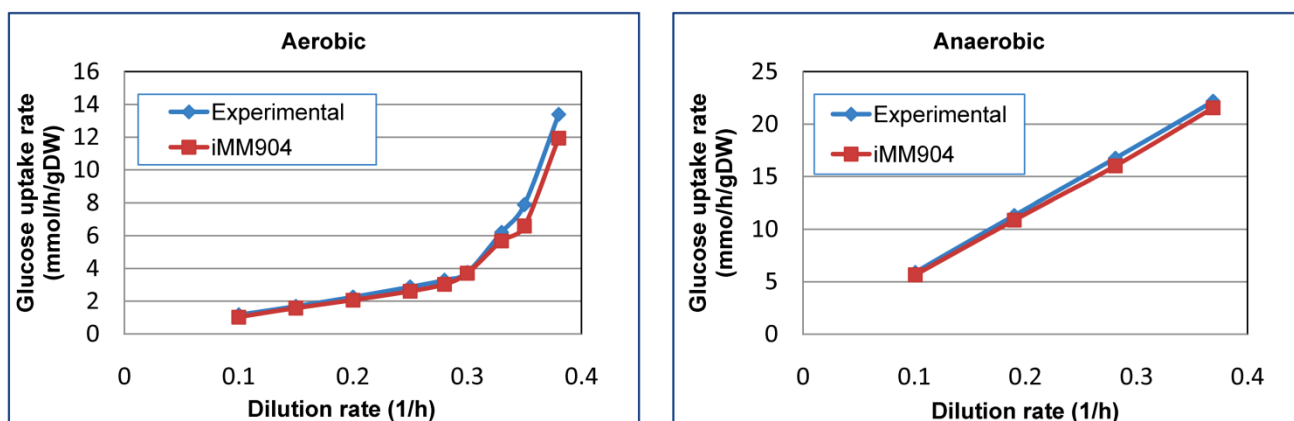 Aerobic
Glucose uptake rate
(mmol/h/gDW)
16
14
12
10
8
6
4
2
0
Experimental
iMM904
0
0.1
0.2
0.3
0.4
Dilution rate (1/h)
Anaerobic
Glucose uptake rate
(mmo/h/gDW)
25
20
15
10
5
0
Experimental
iMM904
0
0.1
0.2
0.3
0.4
Dilution rate (1/h)